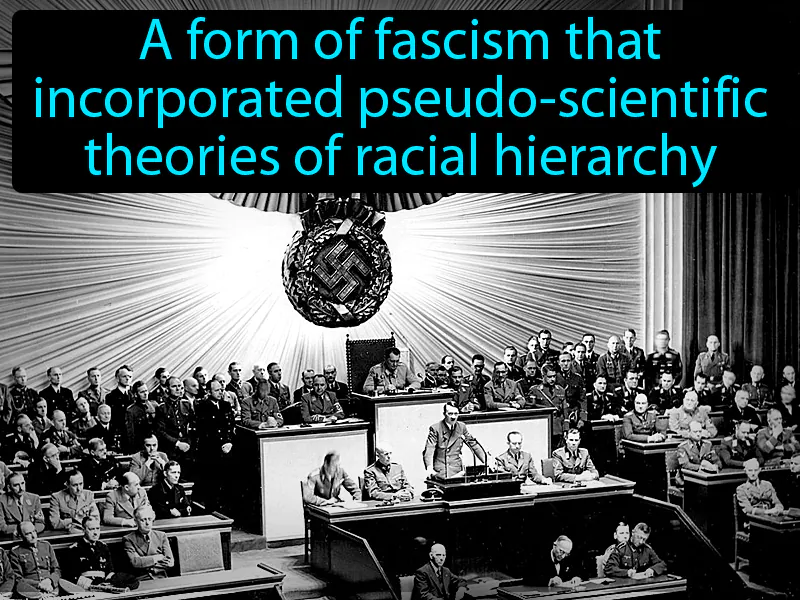 A form of fascism that
incorporated pseudo-scientific
theories of racial hierarchy